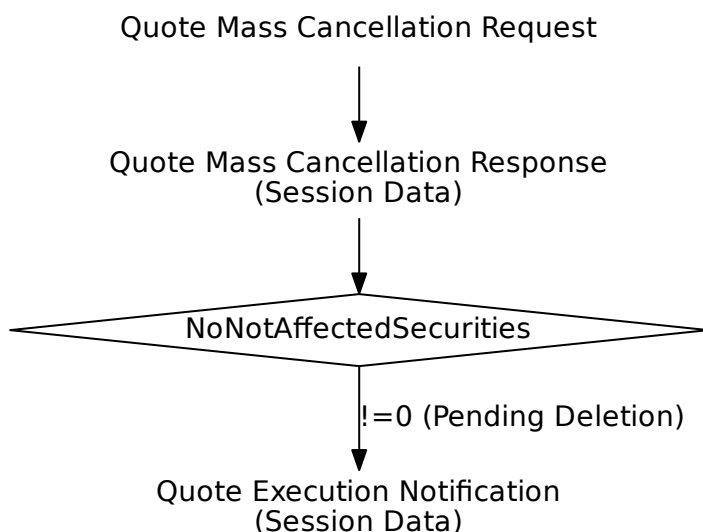 Quote Mass Cancellation Request
Quote Mass Cancellation Response
(Session Data)
NoNotAffectedSecurities
!=0 (Pending Deletion)
Quote Execution Notification
(Session Data)